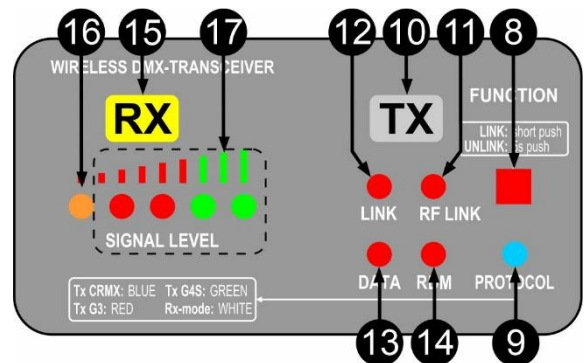 16 15 17 12 10 11 8
WIRELESS DMX-TRANSCEIVER
RX
TX
FUNCTION
LINK: short push
UNLINK: 5s push
LINK RF LINK
SIGNAL LEVEL
DATA RDM PROTOCOL
Tx CRMX: BLUE Tx G4S: GREEN
Tx G3: RED Rx-mode: WHITE
13 14 9